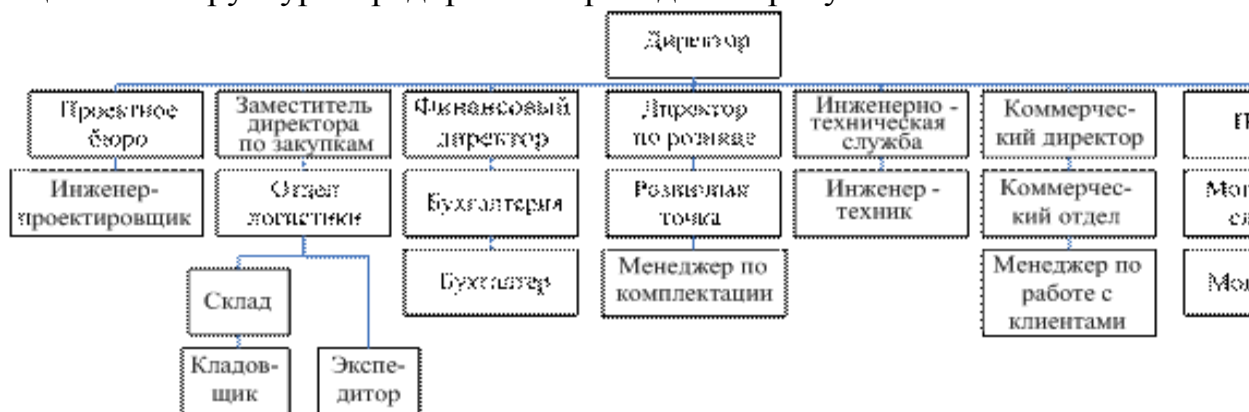 Директор
Проектное
бюро
Заместитель
директора
по закупкам
Финансовый
директор
Директор
по рознице
Инженерно -
техническая
служба
Коммерчес-
кий директор
Инженер-
проектировщик
Отдел
логистики
Бухгалтерия
Розничная
точка
Инженер -
техник
Коммерчес-
кий отдел
Склад
Бухгалтер
Менеджер по
комплектации
Менеджер по
работе с
клиентами
Кладов-
щик
Экспе-
дитор